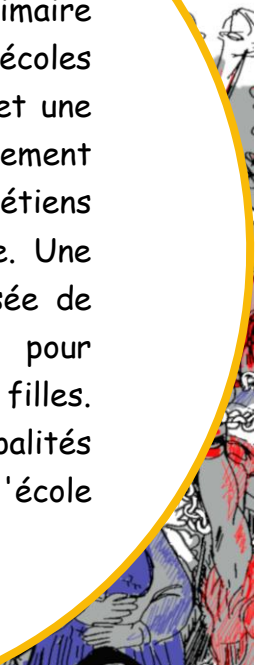 imaire
écoles
et une
ement
étiens
e. Une
sée de
pour
filles.
palités
'école